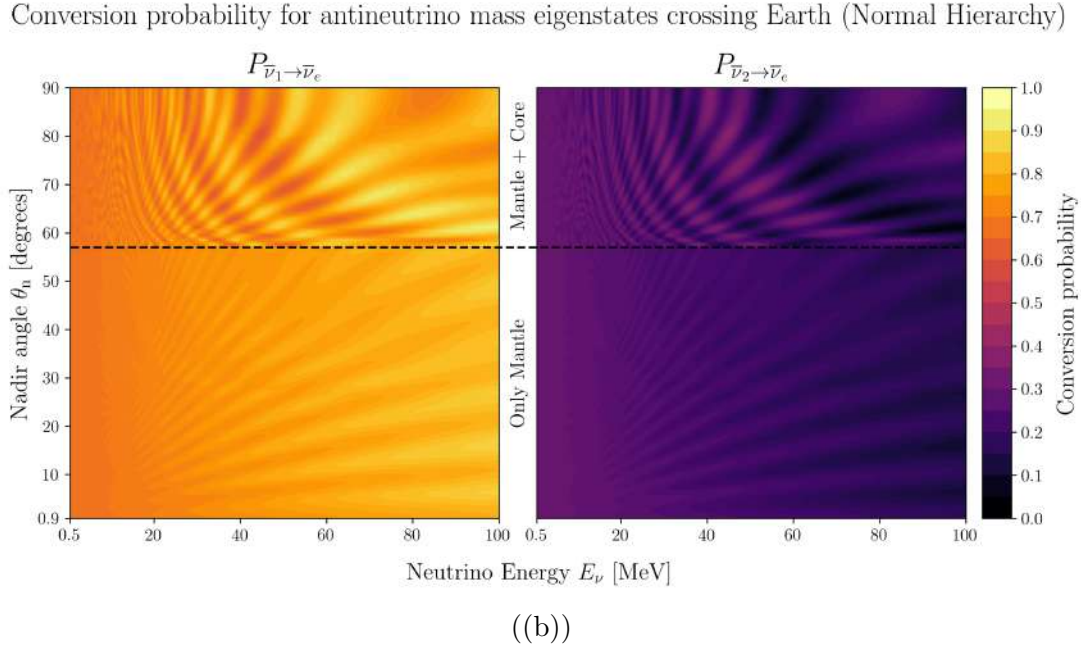 Conversion probability for antineutrino mass eigenstates crossing Earth (Normal Hierarchy)
P_{ν̅₁→ν̅ₑ}
P_{ν̅₂→ν̅ₑ}
Nadir angle θₙ [degrees]
90
80
70
60
50
40
30
20
10
0.9
0.5 20 40 60 80 100
Mantle + Core
Only Mantle
0.5 20 40 60 80 100
1.0
0.9
0.8
0.7
0.6
0.5
0.4
0.3
0.2
0.1
0.0
Conversion probability
Neutrino Energy E_ν [MeV]
((b))